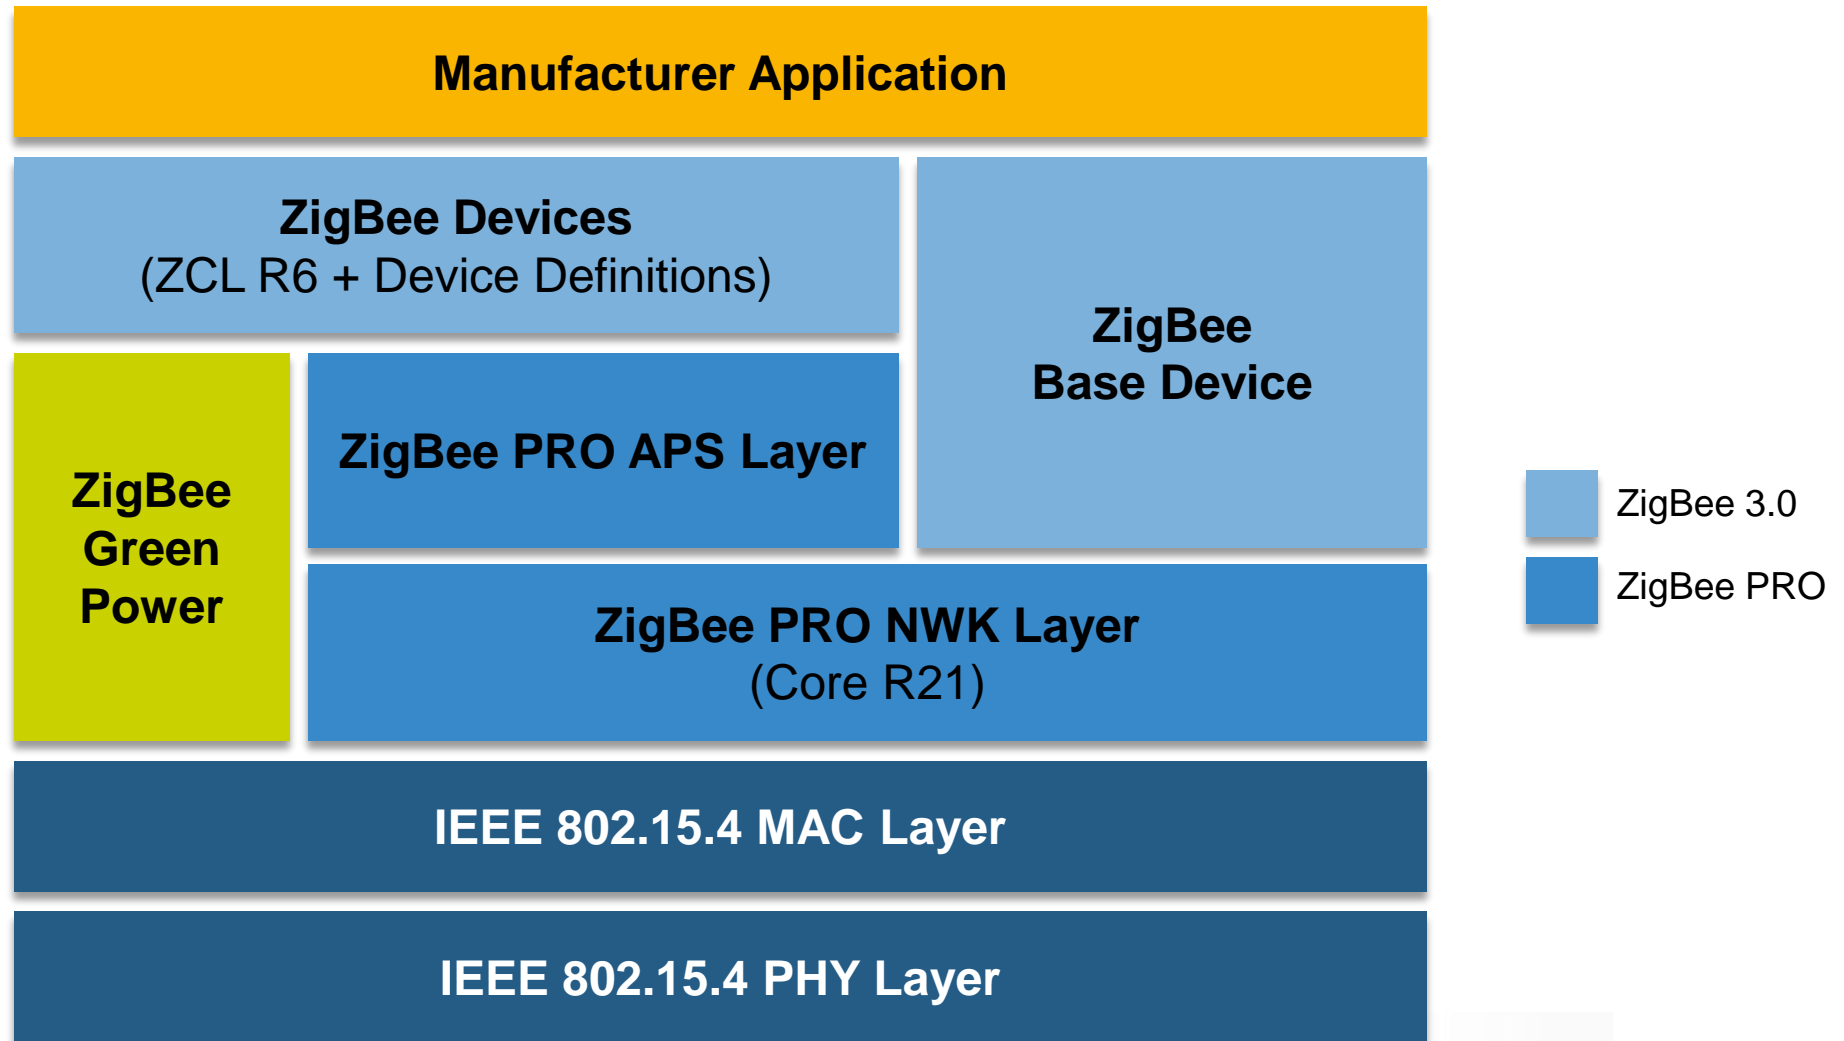 Manufacturer Application
ZigBee Devices
(ZCL R6 + Device Definitions)
ZigBee
Base Device
ZigBee
Green
Power
ZigBee PRO APS Layer
ZigBee PRO NWK Layer
(Core R21)
IEEE 802.15.4 MAC Layer
IEEE 802.15.4 PHY Layer
ZigBee 3.0
ZigBee PRO